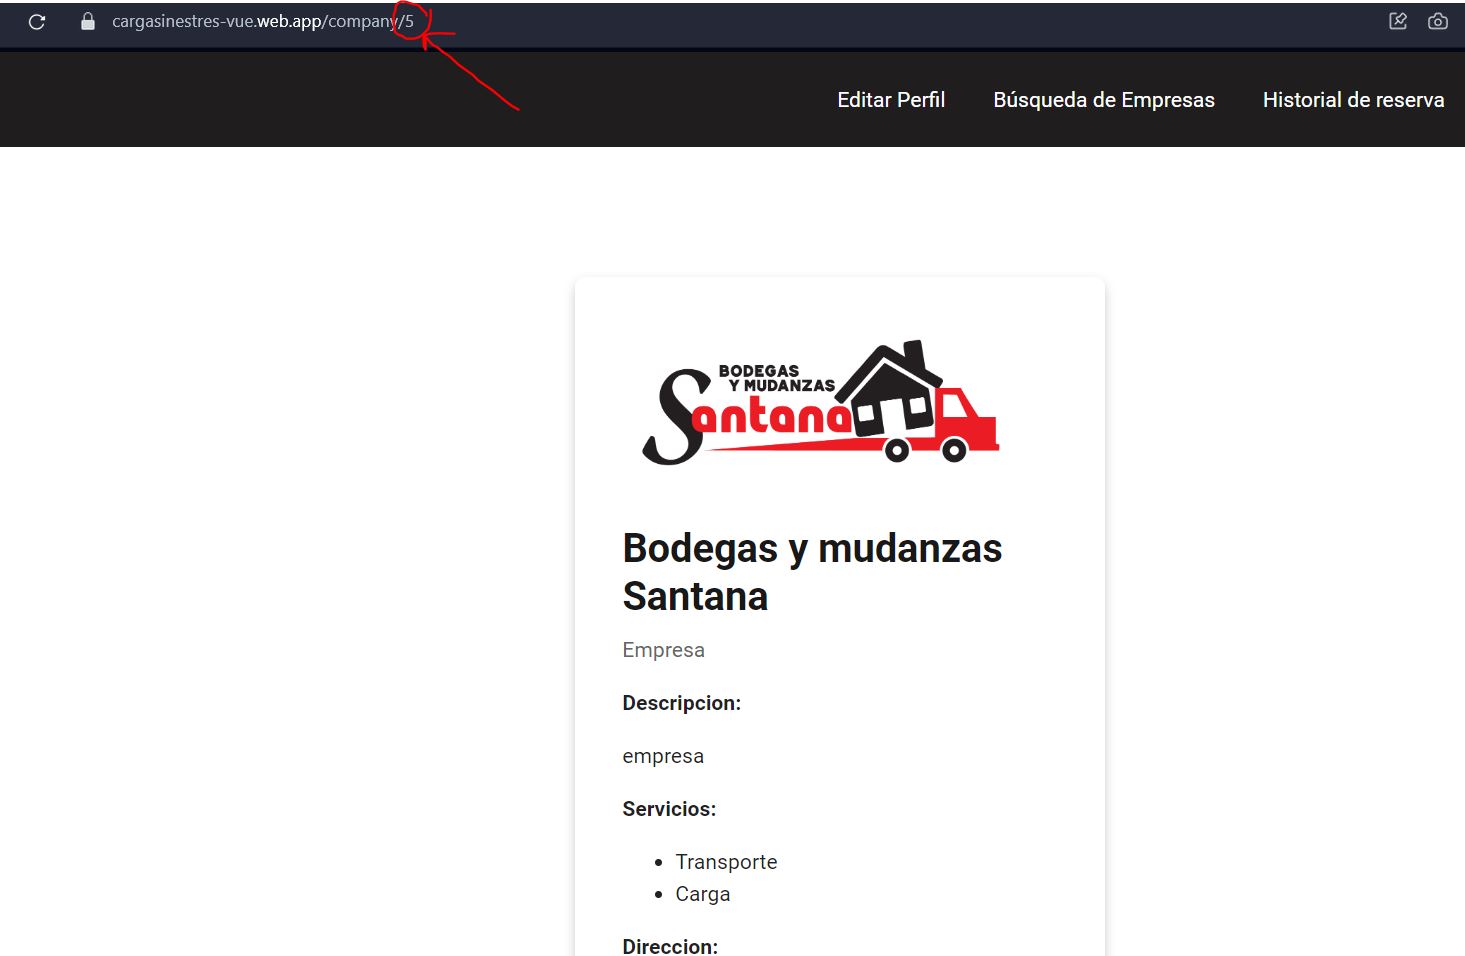 cargasinestres-vue.web.app/company/5
Editar Perfil Búsqueda de Empresas Historial de reserva
BODEGAS
Y MUDANZAS
Santana
Bodegas y mudanzas
Santana
Empresa
Descripcion:
empresa
Servicios:
Transporte
Carga
Direccion: